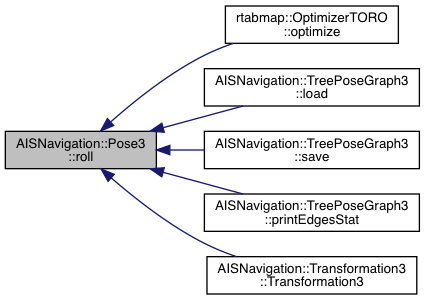 rtabmap::OptimizerTORO
::optimize
AISNavigation::TreePoseGraph3
::load
AISNavigation::Pose3
::roll
AISNavigation::TreePoseGraph3
::save
AISNavigation::TreePoseGraph3
::printEdgesStat
AISNavigation::Transformation3
::Transformation3